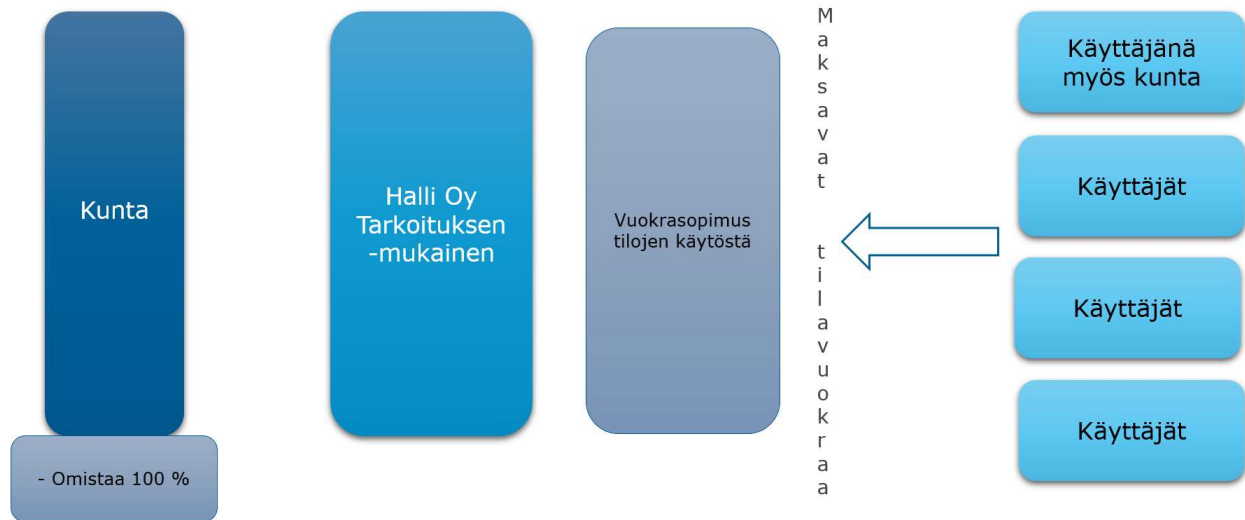 Kunta
- Omistaa 100 %
Halli Oy
Tarkoituksen
-mukainen
Vuokrasopimus
tilojen käytöstä
Maksavat tilavuokraa
Käyttäjänä
myös kunta
Käyttäjät
Käyttäjät
Käyttäjät